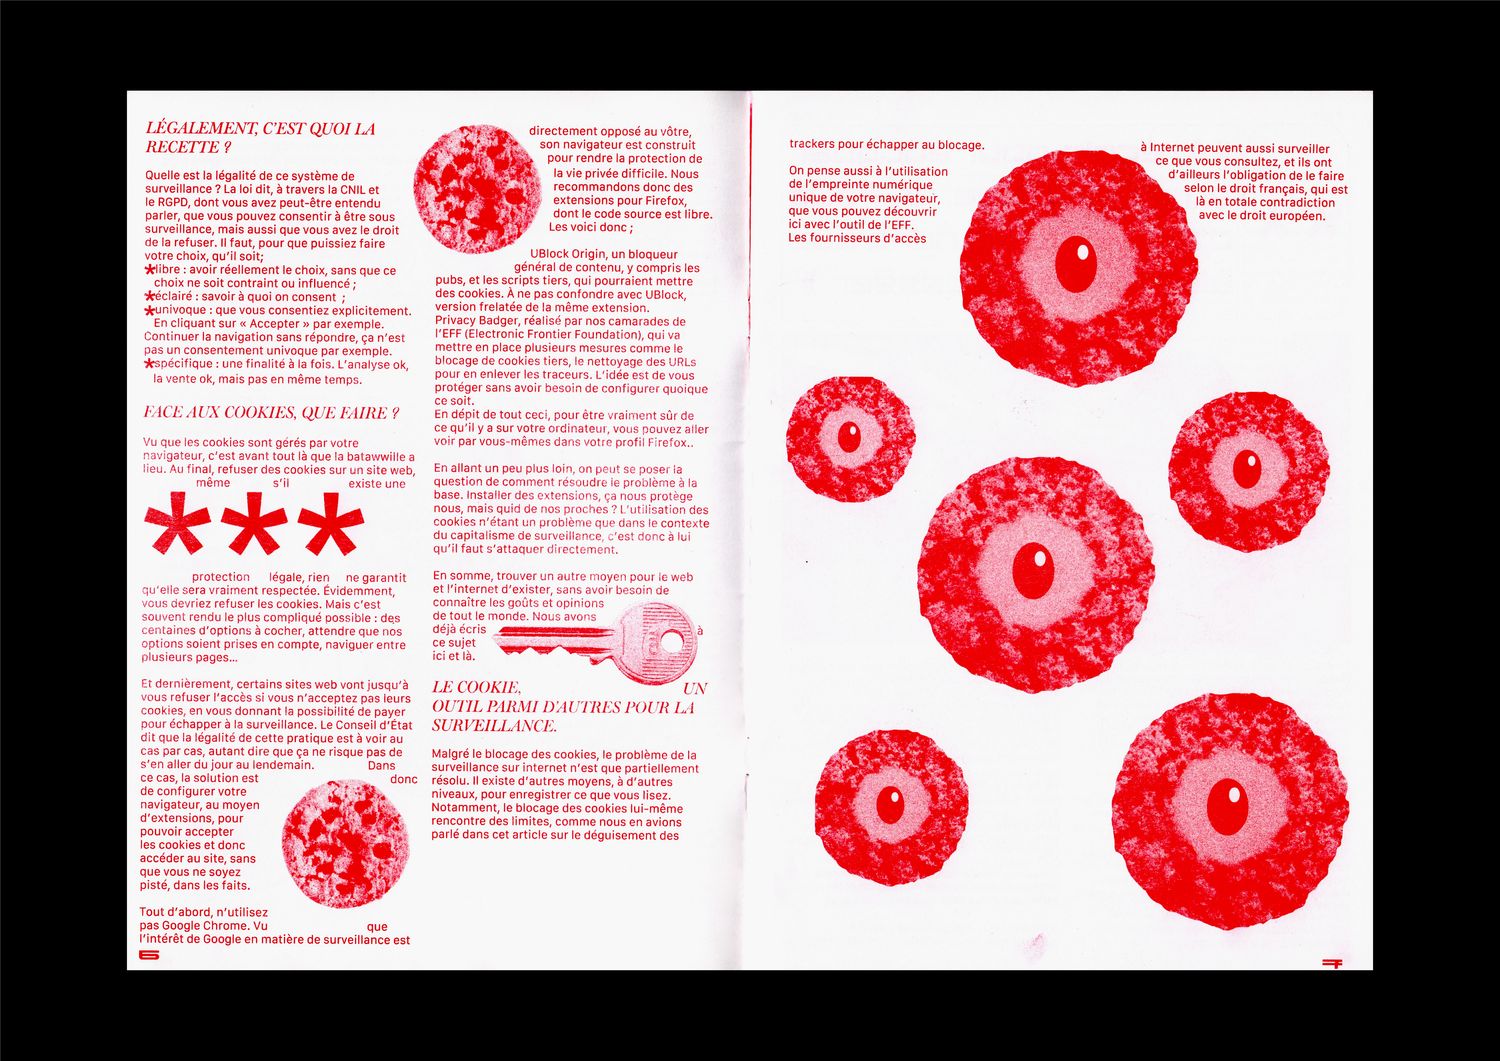 LÉGALEMENT, C'EST QUOI LA
RECETTE ?
Quelle est la légalité de ce système de
surveillance ? La loi dit, à travers la CNIL et
le RGPD, dont vous avez peut-être entendu
parler, que vous pouvez consentir à être sous
surveillance, mais aussi que vous avez le droit
de la refuser. Il faut, pour que puissiez faire
votre choix, qu'il soit;
*libre : avoir réellement le choix, sans que ce
choix ne soit contraint ou influencé ;
*éclairé : savoir à quoi on consent ;
*univoque : que vous consentiez explicitement.
En cliquant sur « Accepter » par exemple.
Continuer la navigation sans répondre, ça n'est
pas un consentement univoque par exemple.
*spécifique : une finalité à la fois. L'analyse ok,
la vente ok, mais pas en même temps.
FACE AUX COOKIES, QUE FAIRE ?
Vu que les cookies sont gérés par votre
navigateur, c'est avant tout là que la batawwille a
lieu. Au final, refuser des cookies sur un site web,
même s'il existe une
***
protection légale, rien ne garantit
qu'elle sera vraiment respectée. Évidemment,
vous devriez refuser les cookies. Mais c'est
souvent rendu le plus compliqué possible : des
centaines d'options à cocher, attendre que nos
options soient prises en compte, naviguer entre
plusieurs pages...
Et dernièrement, certains sites web vont jusqu'à
vous refuser l'accès si vous n'acceptez pas leurs
cookies, en vous donnant la possibilité de payer
pour échapper à la surveillance. Le Conseil d'État
dit que la légalité de cette pratique est à voir au
cas par cas, autant dire que ça ne risque pas de
s'en aller du jour au lendemain. Dans
ce cas, la solution est donc
de configurer votre
navigateur, au moyen
d'extensions, pour
pouvoir accepter
les cookies et donc
accéder au site, sans
que vous ne soyez
pisté, dans les faits.
Tout d'abord, n'utilisez
pas Google Chrome. Vu que
l'intérêt de Google en matière de surveillance est
6
directement opposé au vôtre,
son navigateur est construit
pour rendre la protection de
la vie privée difficile. Nous
recommandons donc des
extensions pour Firefox,
dont le code source est libre.
Les voici donc ;
UBlock Origin, un bloqueur
général de contenu, y compris les
pubs, et les scripts tiers, qui pourraient mettre
des cookies. À ne pas confondre avec UBlock,
version frelatée de la même extension.
Privacy Badger, réalisé par nos camarades de
l'EFF (Electronic Frontier Foundation), qui va
mettre en place plusieurs mesures comme le
blocage de cookies tiers, le nettoyage des URLs
pour en enlever les traceurs. L'idée est de vous
protéger sans avoir besoin de configurer quoique
ce soit.
En dépit de tout ceci, pour être vraiment sûr de
ce qu'il y a sur votre ordinateur, vous pouvez aller
voir par vous-mêmes dans votre profil Firefox..
En allant un peu plus loin, on peut se poser la
question de comment résoudre le problème à la
base. Installer des extensions, ça nous protège
nous, mais quid de nos proches ? L'utilisation des
cookies n'étant un problème que dans le contexte
du capitalisme de surveillance, c'est donc à lui
qu'il faut s'attaquer directement.
En somme, trouver un autre moyen pour le web
et l'internet d'exister, sans avoir besoin de
connaître les goûts et opinions
de tout le monde. Nous avons
déjà écris à
ce sujet
ici et là.
LE COOKIE, UN
OUTIL PARMI D'AUTRES POUR LA
SURVEILLANCE.
Malgré le blocage des cookies, le problème de la
surveillance sur internet n'est que partiellement
résolu. Il existe d'autres moyens, à d'autres
niveaux, pour enregistrer ce que vous lisez.
Notamment, le blocage des cookies lui-même
rencontre des limites, comme nous en avions
parlé dans cet article sur le déguisement des
trackers pour échapper au blocage.
On pense aussi à l'utilisation
de l'empreinte numérique
unique de votre navigateur,
que vous pouvez découvrir
ici avec l'outil de l'EFF.
Les fournisseurs d'accès
à Internet peuvent aussi surveiller
ce que vous consultez, et ils ont
d'ailleurs l'obligation de le faire
selon le droit français, qui est
là en totale contradiction
avec le droit européen.
7